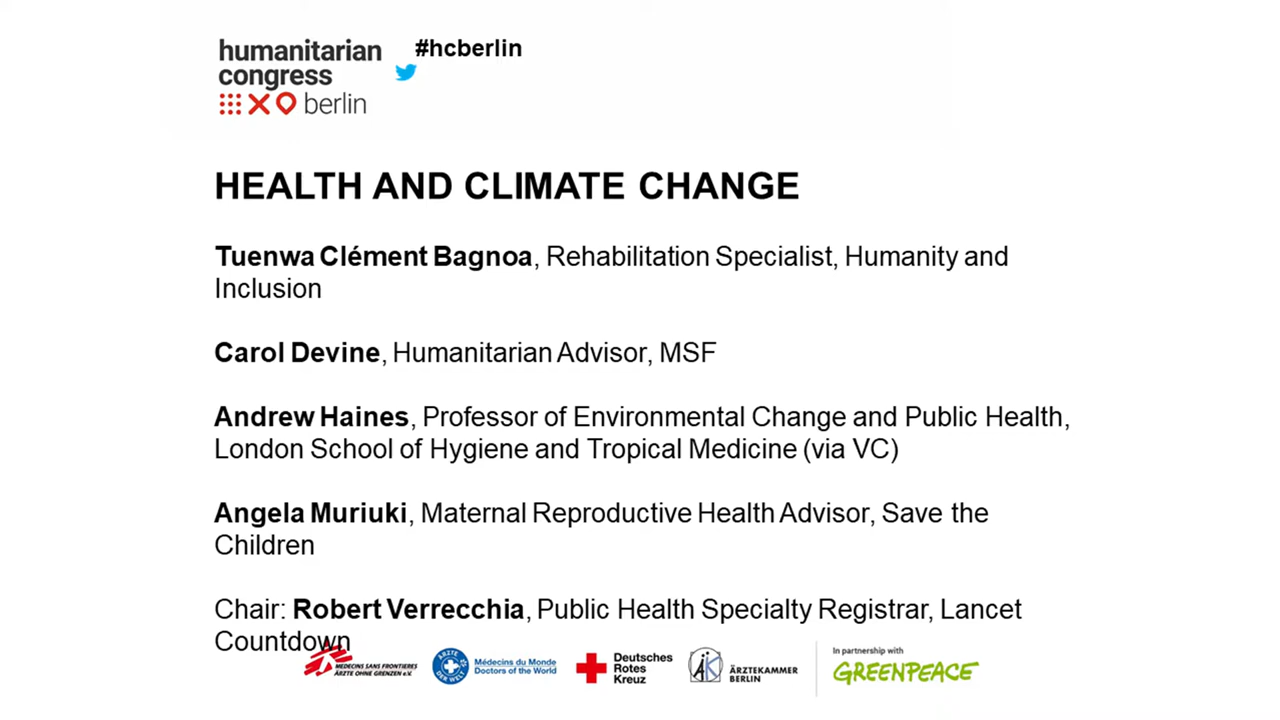 humanitarian
congress
berlin
#hcberlin
HEALTH AND CLIMATE CHANGE
Tuenwa Clément Bagnoa, Rehabilitation Specialist, Humanity and
Inclusion
Carol Devine, Humanitarian Advisor, MSF
Andrew Haines, Professor of Environmental Change and Public Health,
London School of Hygiene and Tropical Medicine (via VC)
Angela Muriuki, Maternal Reproductive Health Advisor, Save the
Children
Chair: Robert Verrecchia, Public Health Specialty Registrar, Lancet
Countdown
MEDECINS SANS FRONTIERES
ÄRZTE OHNE GRENZEN e.V.
ÄRZTE
DER WELT
Médecins du Monde
Doctors of the World
Deutsches
Rotes
Kreuz
ÄK
ÄRZTEKAMMER
BERLIN
In partnership with
GREENPEACE